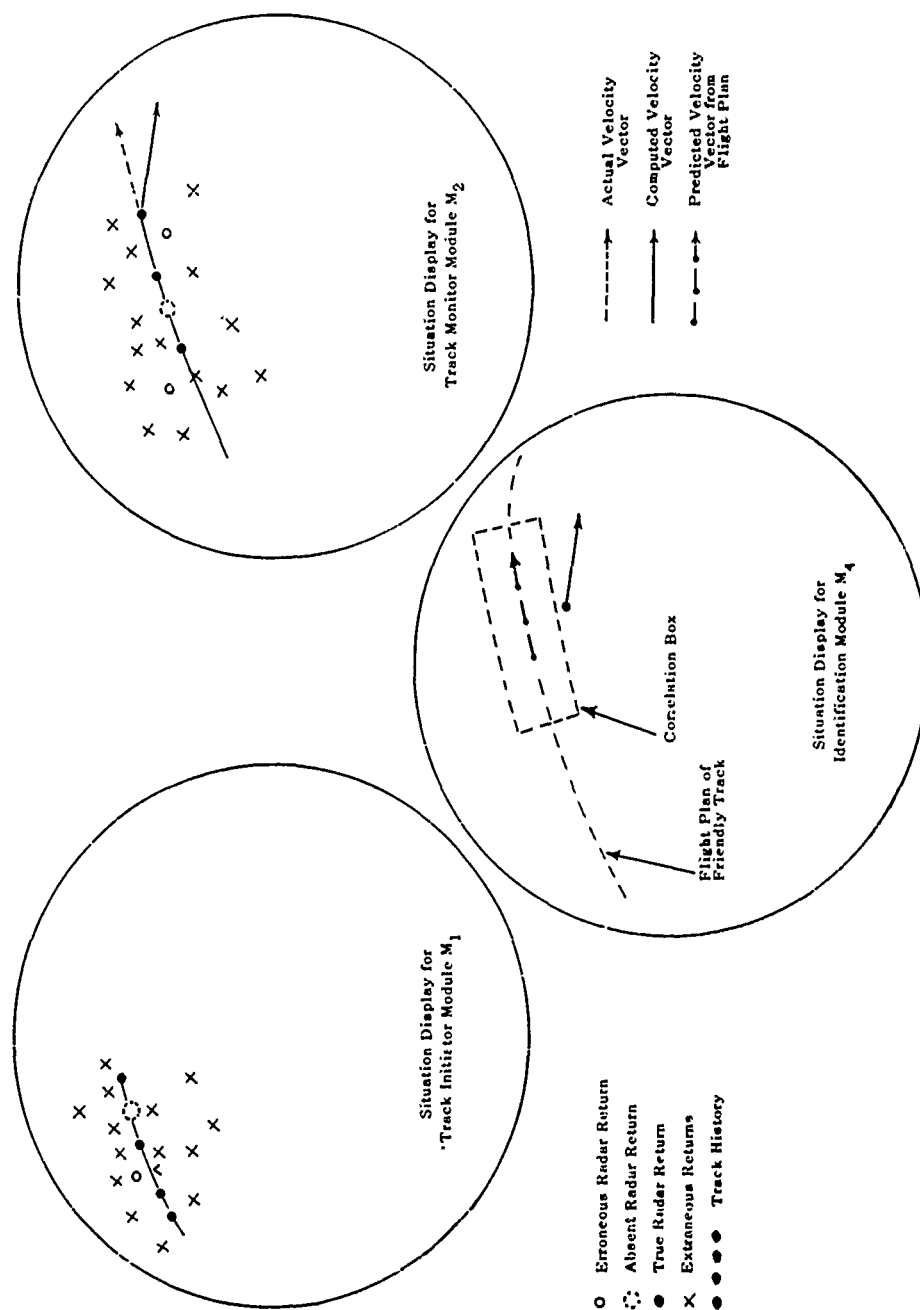 Situation Display for
Track Initiator Module M1
Situation Display for
Track Monitor Module M2
Flight Plan of
Friendly Track
Correlation Box
Situation Display for
Identification Module M4
Erroneous Radar Return
Absent Radar Return
True Radar Return
Extraneous Returns
Track History
Actual Velocity
Vector
Computed Velocity
Vector
Predicted Velocity
Vector from
Flight Plan